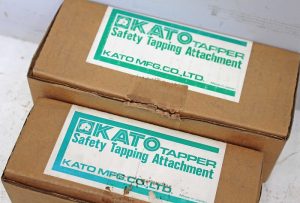 KATO TAPPER
Safety Tapping Attachment
KATO MFG.CO.,LTD.
KATO TAPPER
Safety Tapping Attachment
KATO MFG.CO.,LTD.